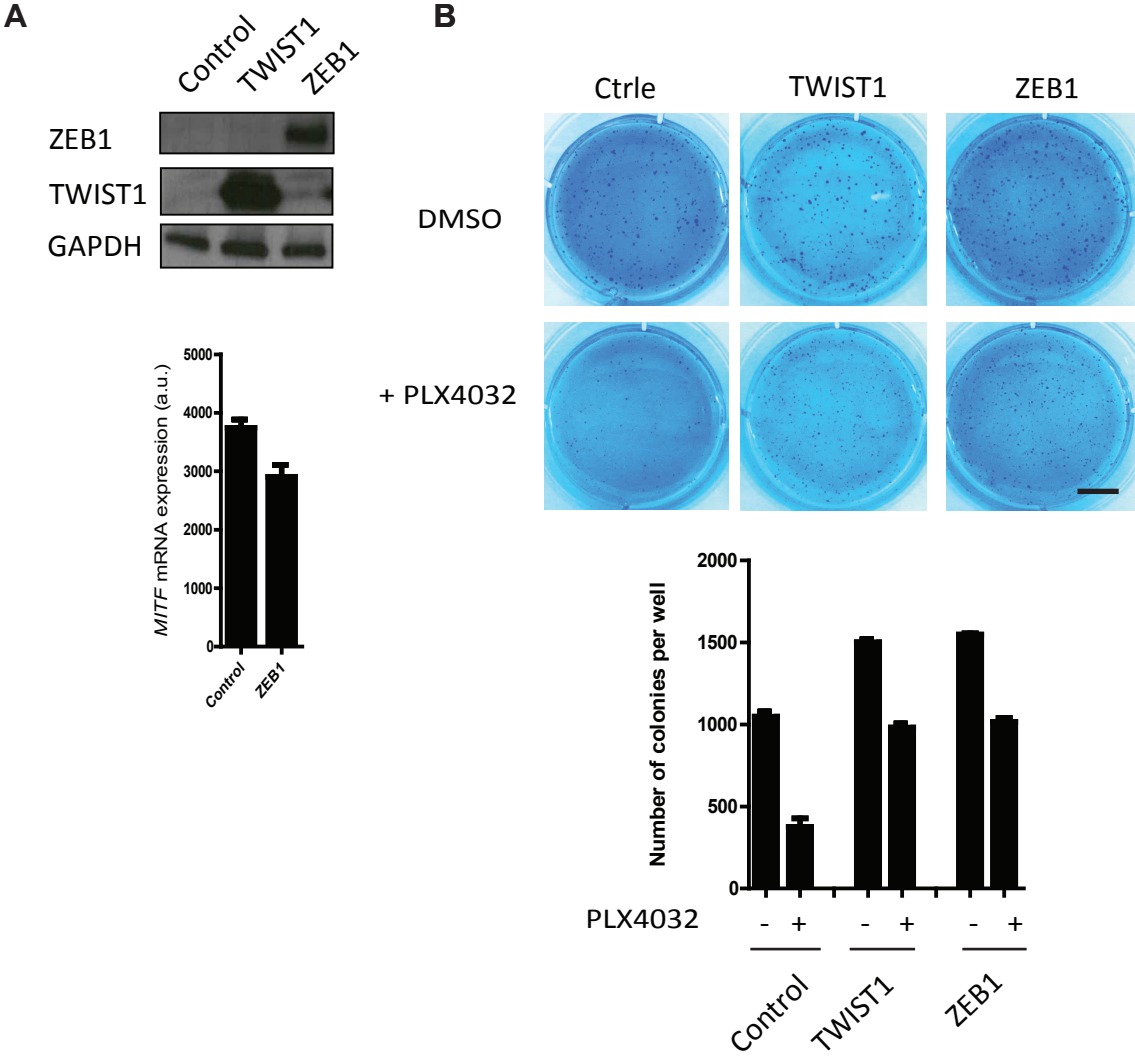 A
Control
TWIST1
ZEB1
ZEB1
TWIST1
GAPDH
MITF mRNA expression (a.u.)
5000
4000
3000
2000
1000
0
Control
ZEB1
B
Ctrle
TWIST1
ZEB1
DMSO
+ PLX4032
Number of colonies per well
2000
1500
1000
500
0
PLX4032
- + - + - +
Control
TWIST1
ZEB1